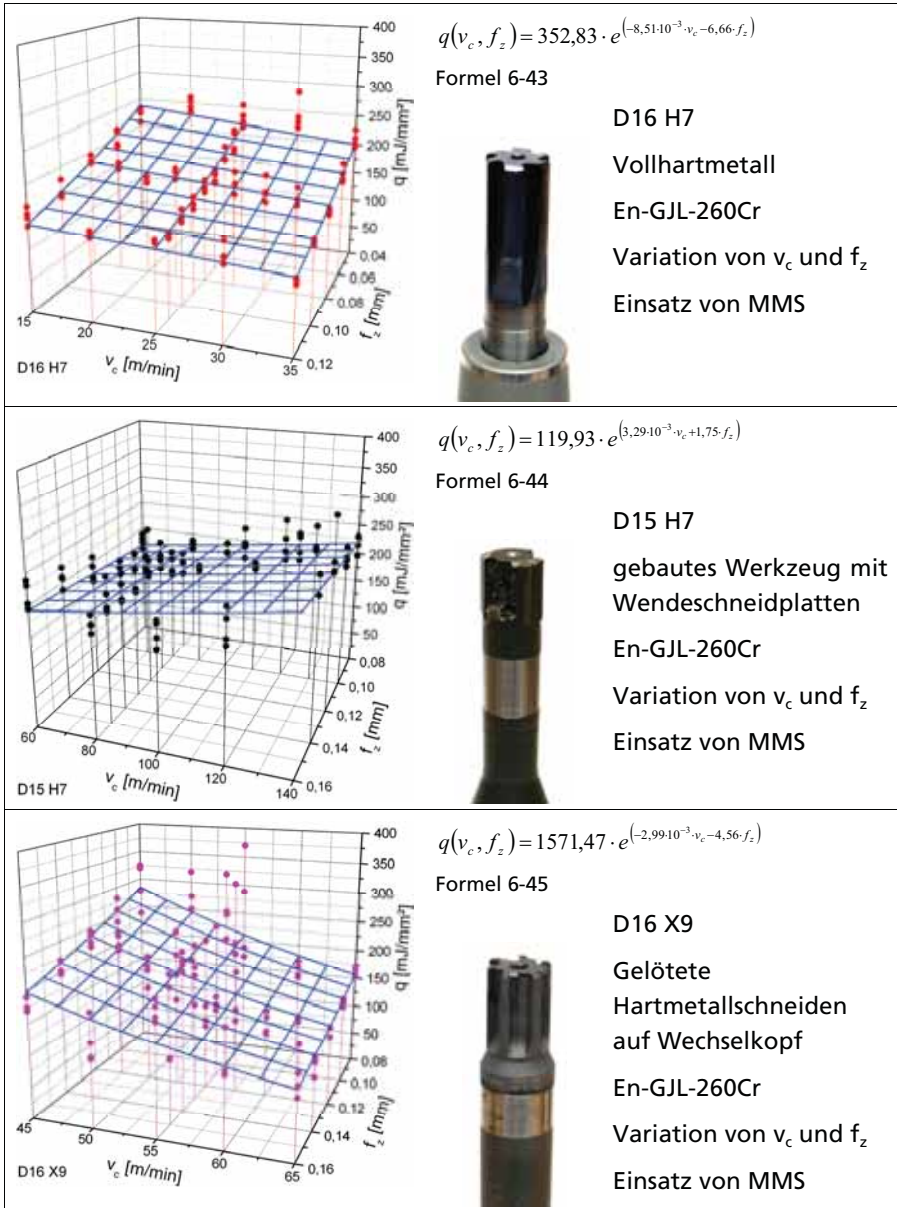 400
350
300
250
200
150
100
50
q [mJ/mm²]
0,04
0,06
0,08
0,10
0,12
f_z [mm]
15
20
25
30
35
v_c [m/min]
D16 H7
q(v_c, f_z) = 352,83 · e^(−8,51·10^−3·v_c−6,66·f_z)
Formel 6-43
D16 H7
Vollhartmetall
En-GJL-260Cr
Variation von v_c und f_z
Einsatz von MMS
400
350
300
250
200
150
100
50
q [mJ/mm²]
0,08
0,10
0,12
0,14
0,16
f_z [mm]
60
80
100
120
140
v_c [m/min]
D15 H7
q(v_c, f_z) = 119,93 · e^(3,29·10^−3·v_c+1,75·f_z)
Formel 6-44
D15 H7
gebautes Werkzeug mit
Wendeschneidplatten
En-GJL-260Cr
Variation von v_c und f_z
Einsatz von MMS
400
350
300
250
200
150
100
50
q [mJ/mm²]
0,08
0,10
0,12
0,14
0,16
f_z [mm]
45
50
55
60
65
v_c [m/min]
D16 X9
q(v_c, f_z) = 1571,47 · e^(−2,99·10^−3·v_c−4,56·f_z)
Formel 6-45
D16 X9
Gelötete
Hartmetallschneiden
auf Wechselkopf
En-GJL-260Cr
Variation von v_c und f_z
Einsatz von MMS